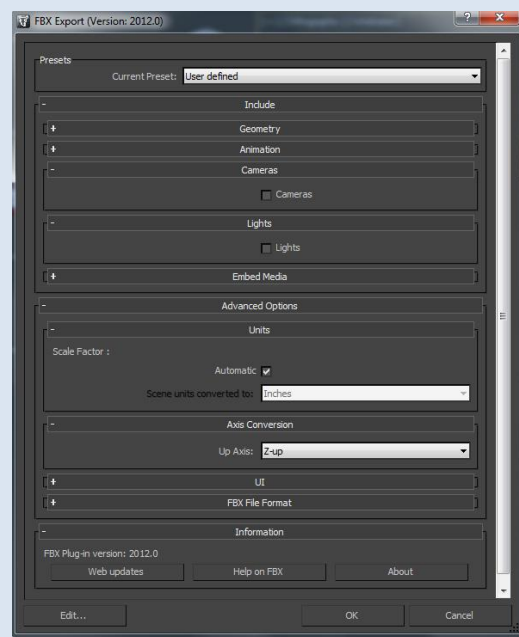 FBX Export (Version: 2012.0)
Presets
Current Preset: User defined
- Include
+ Geometry
+ Animation
- Cameras
Cameras
- Lights
Lights
+ Embed Media
- Advanced Options
- Units
Scale Factor :
Automatic
Scene units converted to: Inches
- Axis Conversion
Up Axis: Z-up
+ UI
+ FBX File Format
- Information
FBX Plug-in version: 2012.0
Web updates Help on FBX About
Edit... OK Cancel